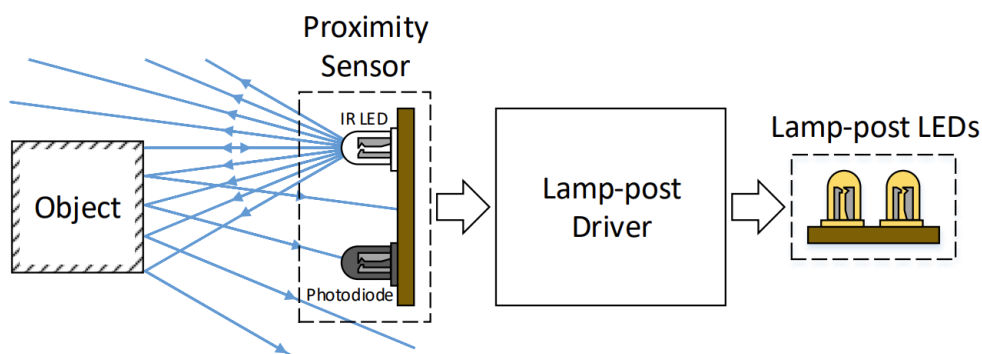 Proximity
Sensor
IR LED
Object
Photodiode
Lamp-post
Driver
Lamp-post LEDs